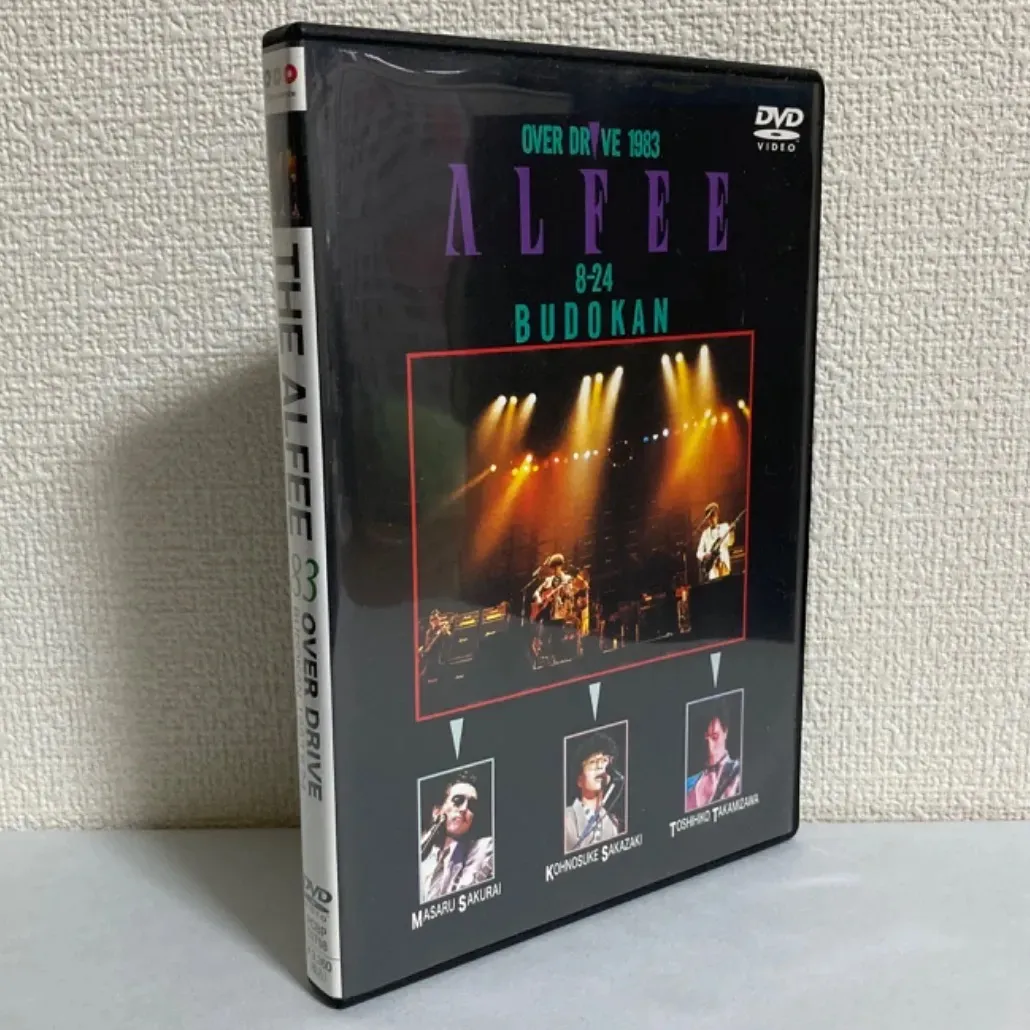 DVD
VIDEO
OVER DRIVE 1983
ALFEE
8-24
BUDOKAN
MASARU SAKURAI
KOHNOSUKE SAKAZAKI
TOSHIHIKO TAKAMIZAWA
THE ALFEE 83 OVER DRIVE
DVD